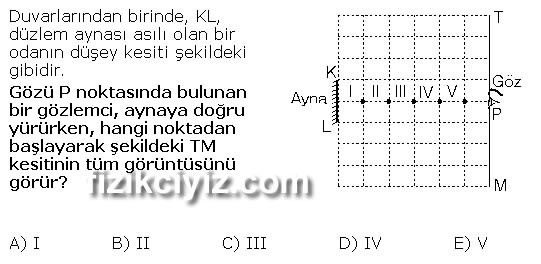 Duvarlarından birinde, KL,
düzlem aynası asılı olan bir
odanın düşey kesiti şekildeki
gibidir.
Gözü P noktasında bulunan
bir gözlemci, aynaya doğru
yürürken, hangi noktadan
başlayarak şekildeki TM
kesitinin tüm görüntüsünü
görür?
fizikciyiz.com
T
K
Göz
I II III IV V
Ayna
P
L
M
A) I B) II C) III D) IV E) V